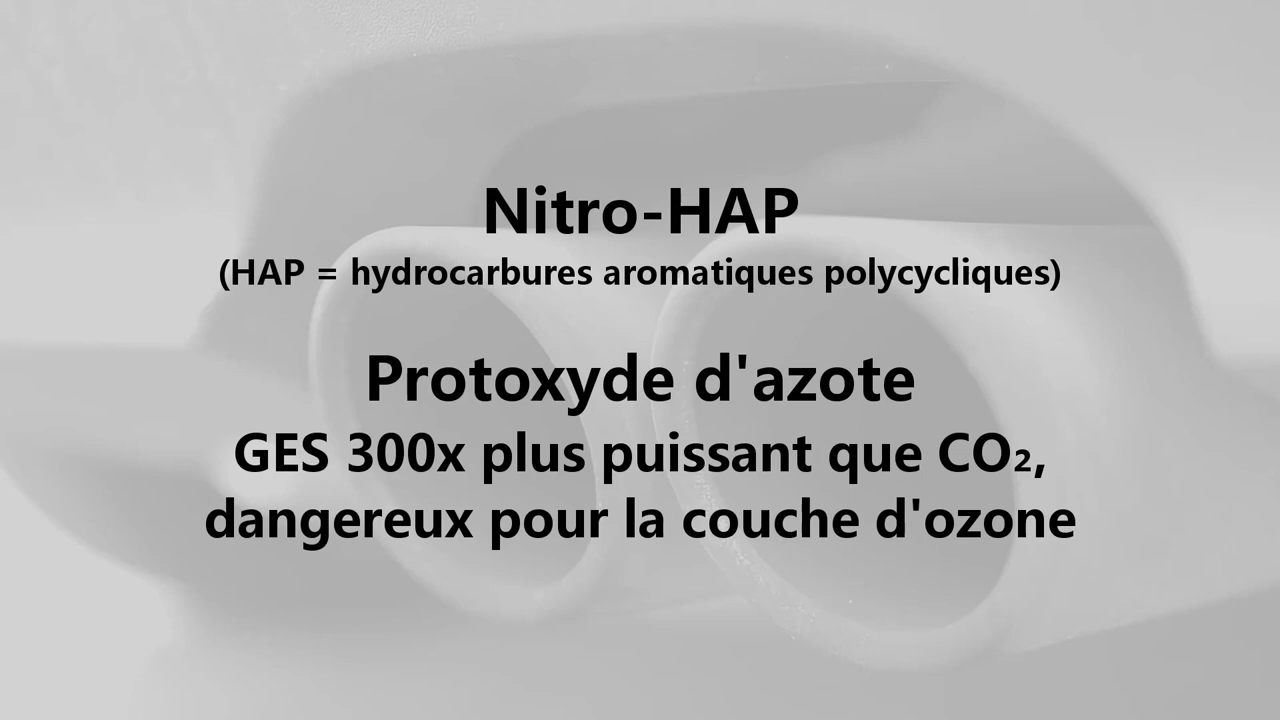 Nitro-HAP
(HAP = hydrocarbures aromatiques polycycliques)
Protoxyde d'azote
GES 300x plus puissant que CO₂,
dangereux pour la couche d'ozone